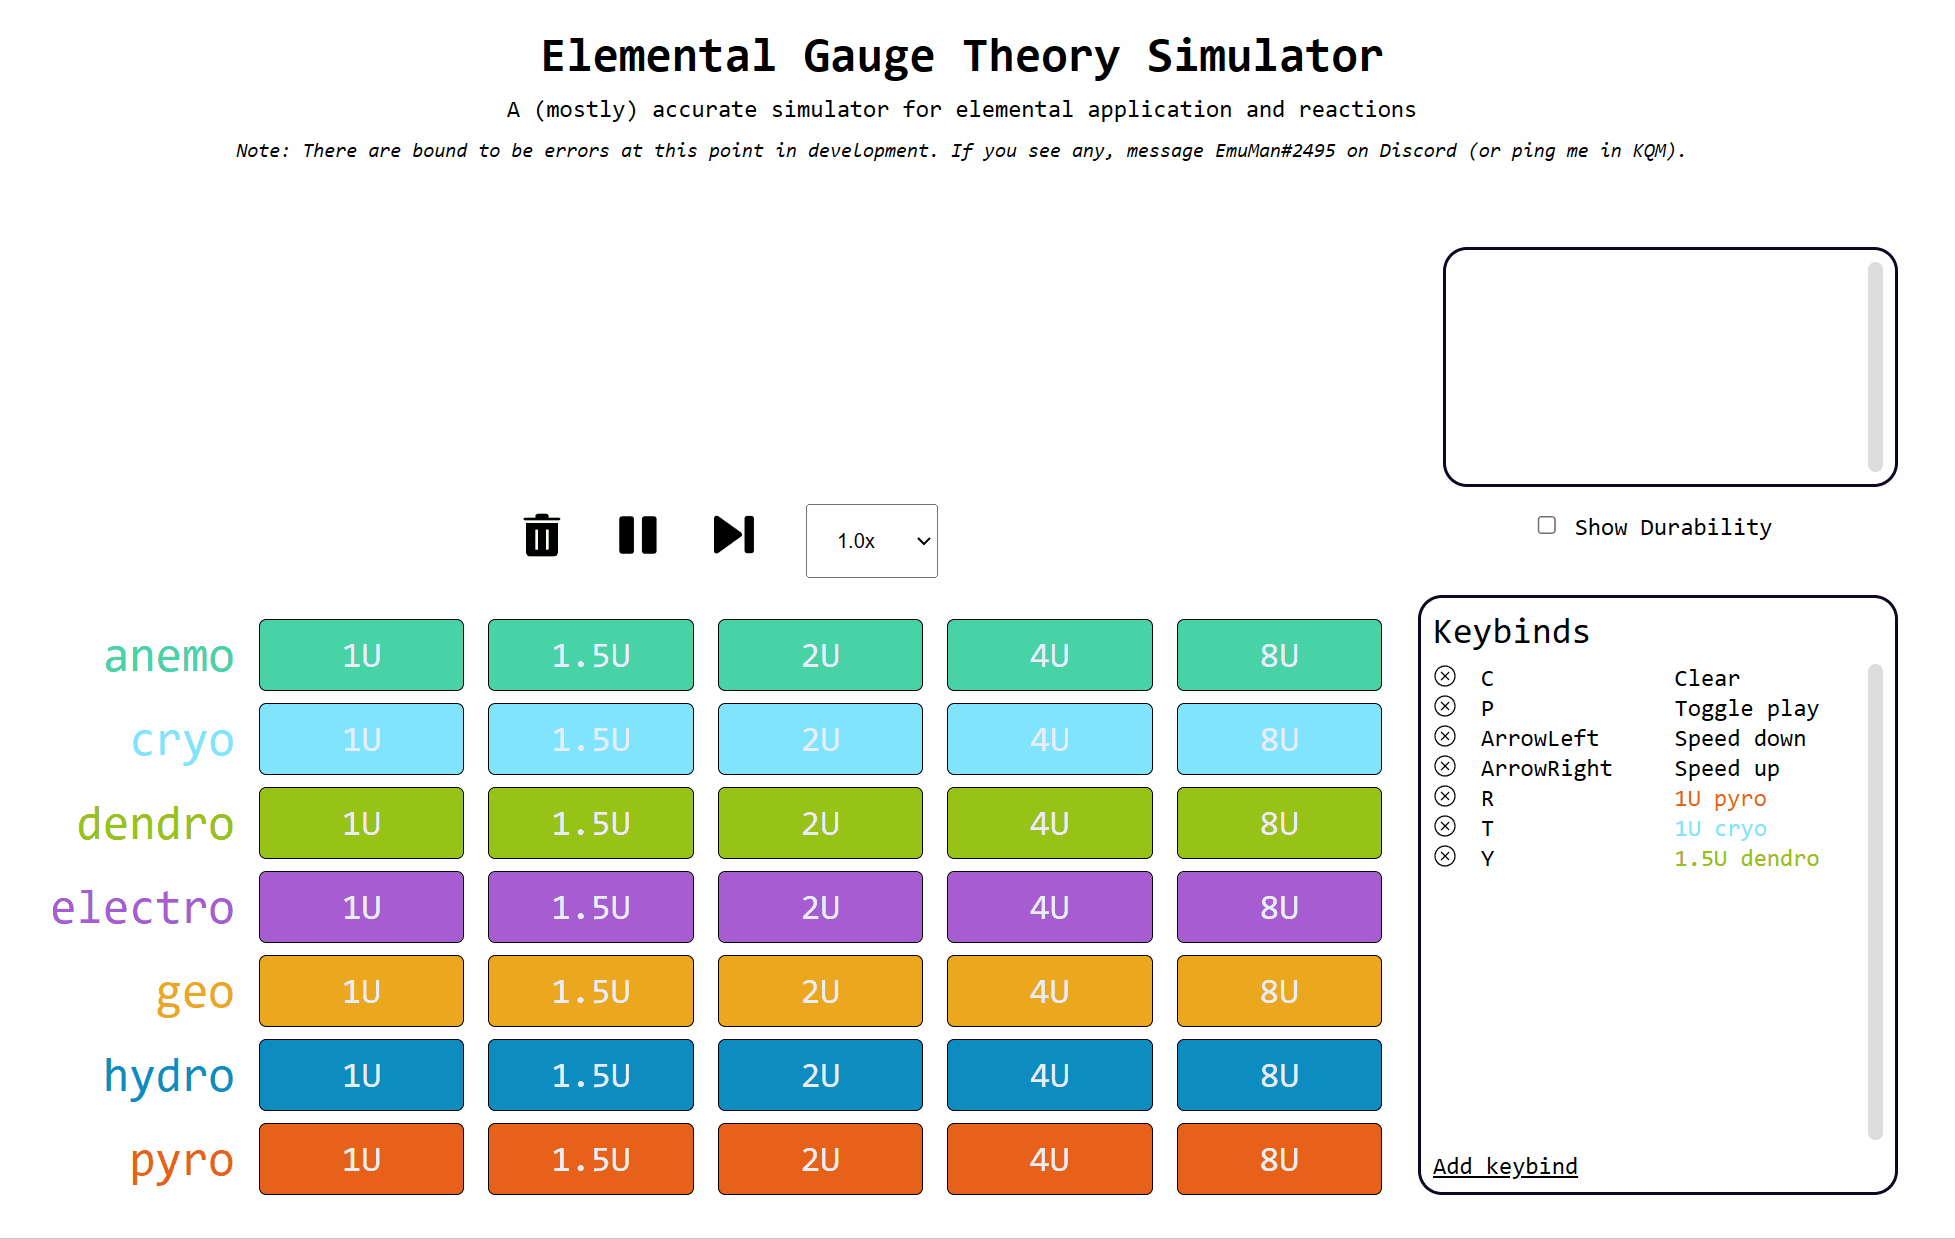 Elemental Gauge Theory Simulator
A (mostly) accurate simulator for elemental application and reactions
Note: There are bound to be errors at this point in development. If you see any, message EmuMan#2495 on Discord (or ping me in KQM).
1.0x
Show Durability
anemo 1U 1.5U 2U 4U 8U
cryo 1U 1.5U 2U 4U 8U
dendro 1U 1.5U 2U 4U 8U
electro 1U 1.5U 2U 4U 8U
geo 1U 1.5U 2U 4U 8U
hydro 1U 1.5U 2U 4U 8U
pyro 1U 1.5U 2U 4U 8U
Keybinds
C Clear
P Toggle play
ArrowLeft Speed down
ArrowRight Speed up
R 1U pyro
T 1U cryo
Y 1.5U dendro
Add keybind